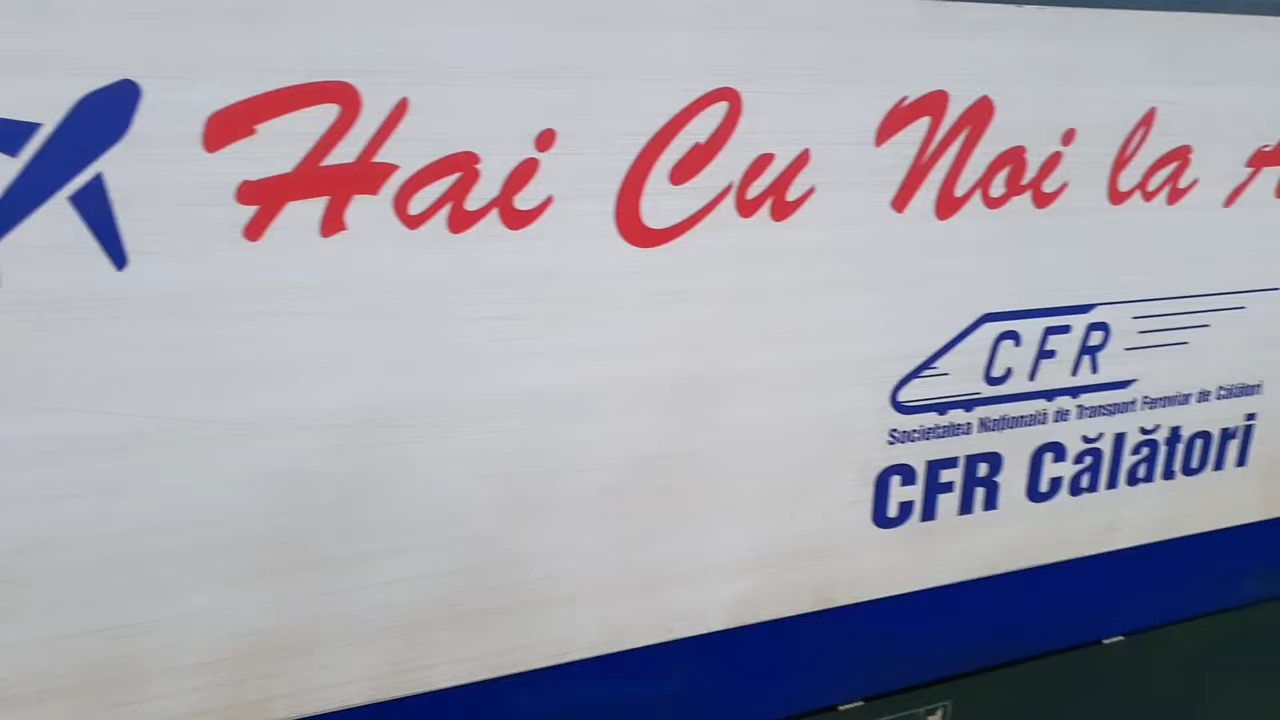 Hai Cu Noi la A
CFR
Societatea Națională de Transport Feroviar de Călători
CFR Călători